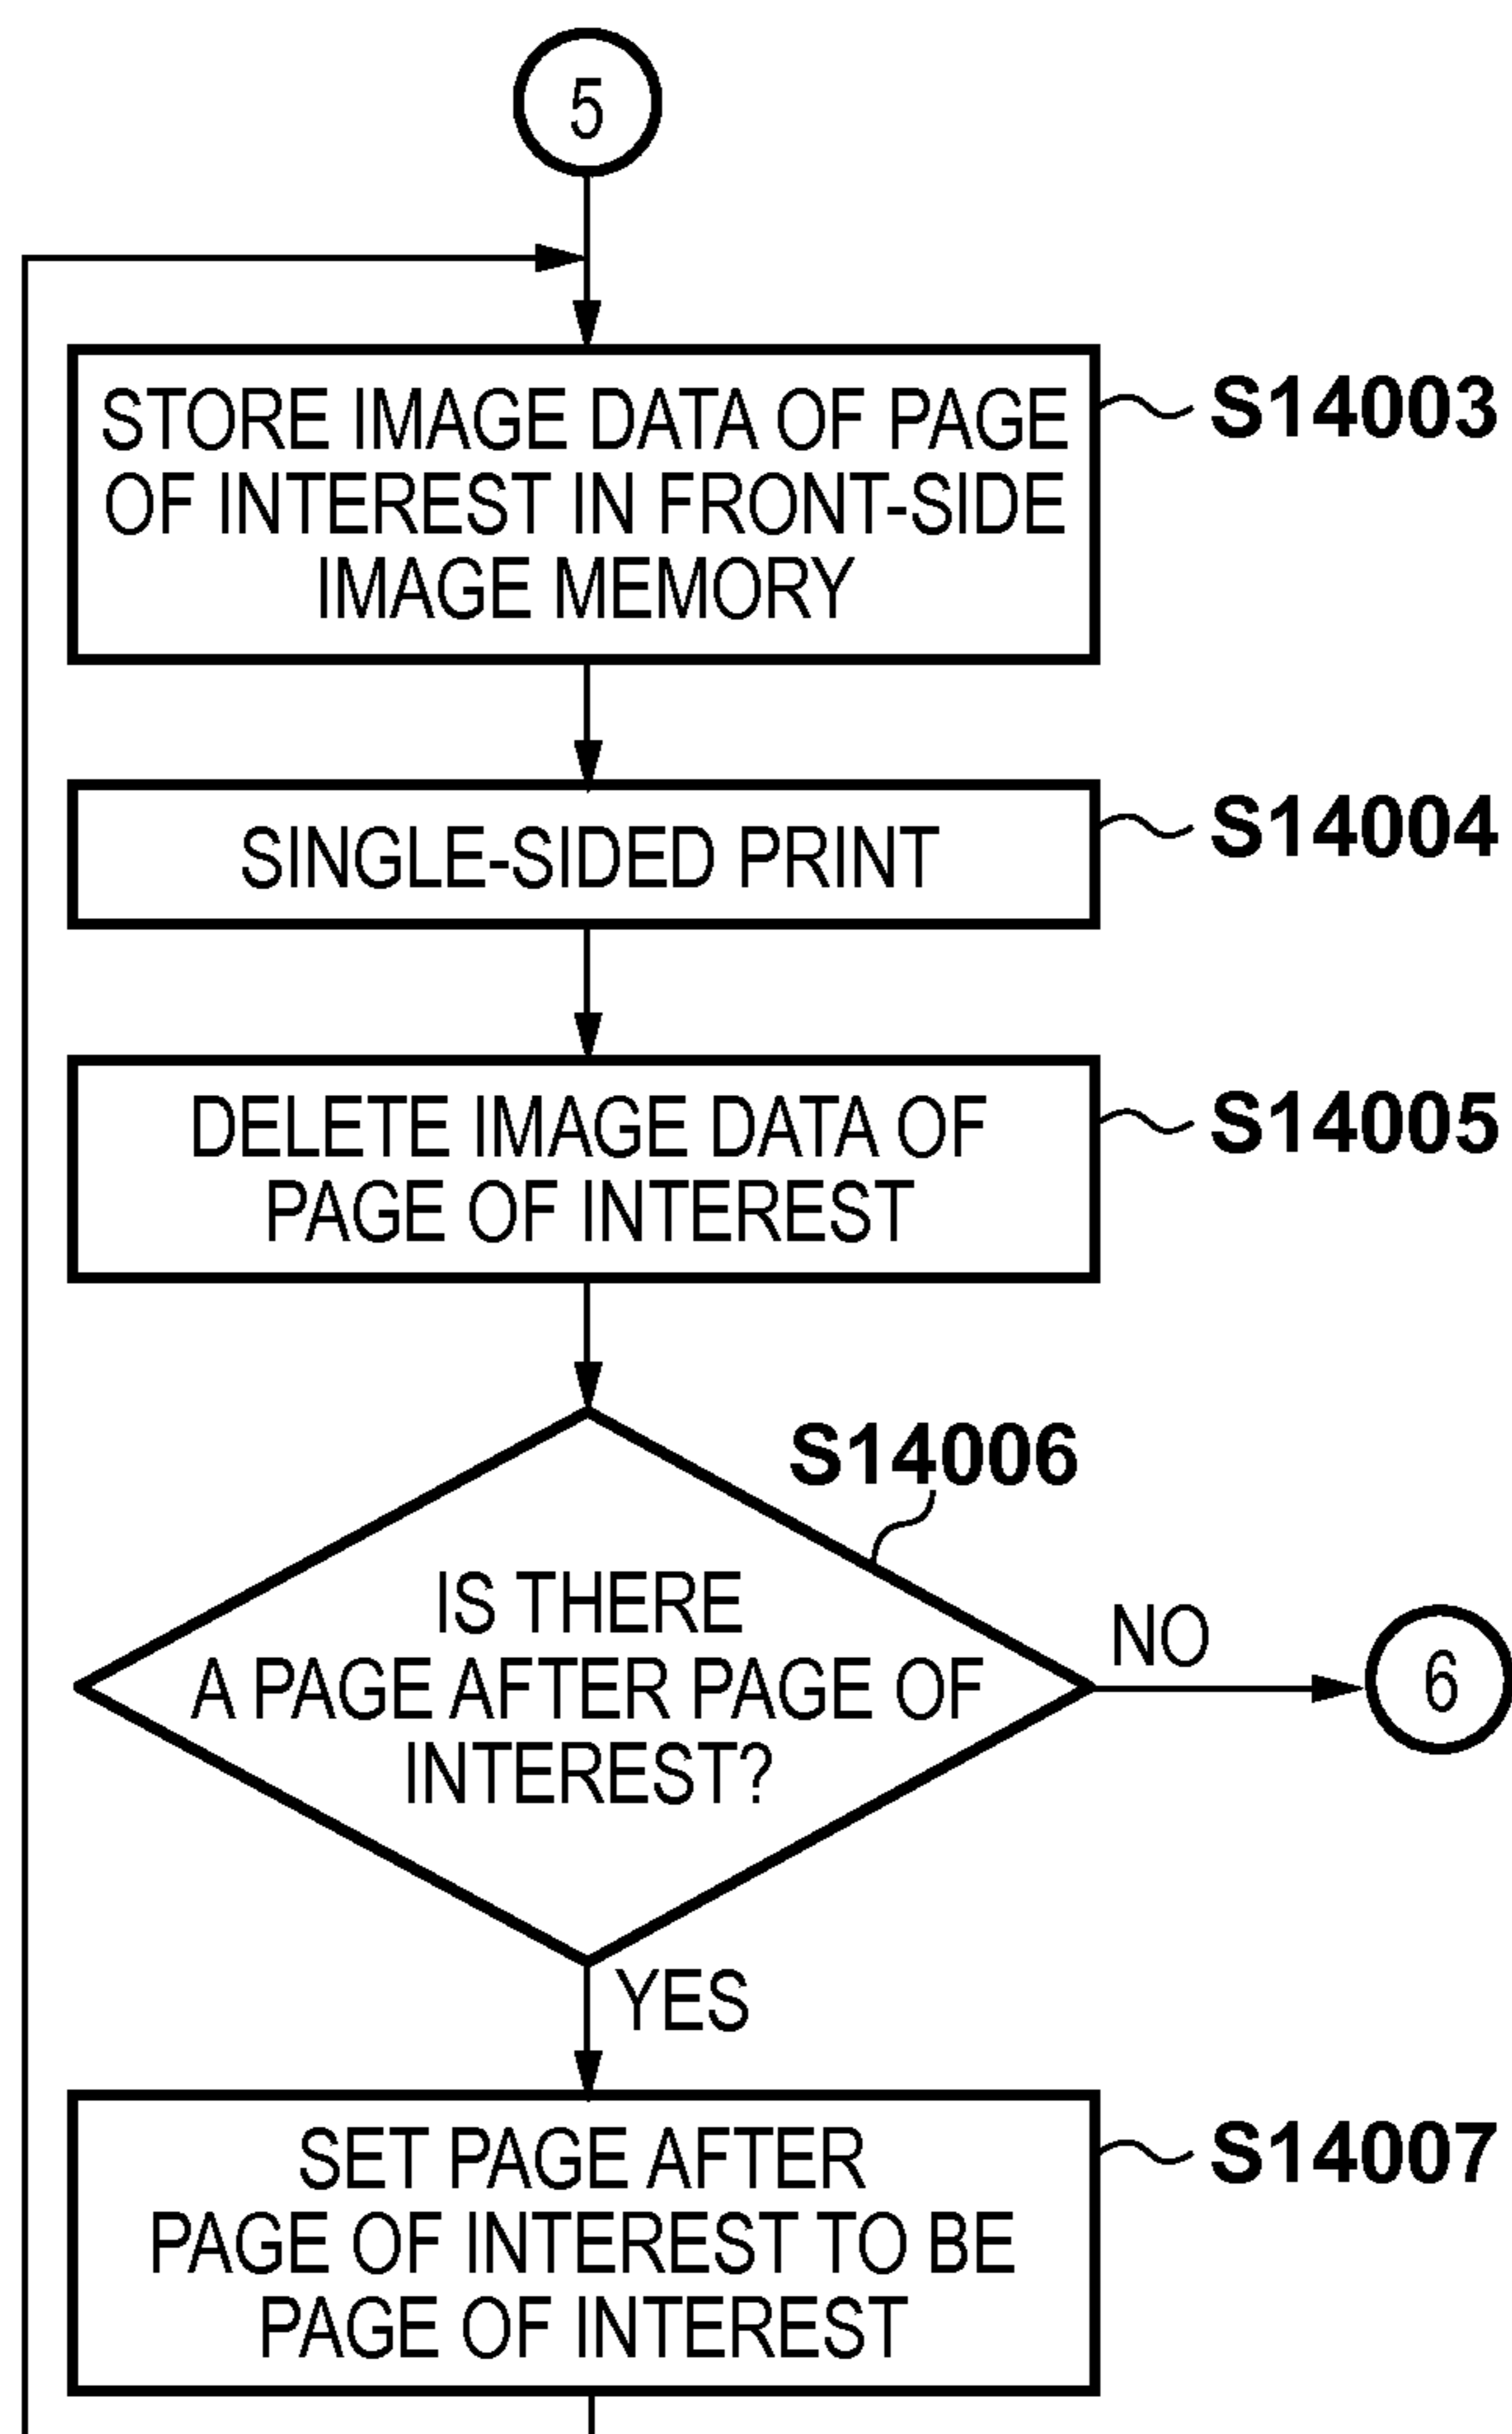 5
STORE IMAGE DATA OF PAGE
OF INTEREST IN FRONT-SIDE
IMAGE MEMORY
S14003
SINGLE-SIDED PRINT
S14004
DELETE IMAGE DATA OF
PAGE OF INTEREST
S14005
S14006
IS THERE
A PAGE AFTER PAGE OF
INTEREST?
NO
6
YES
SET PAGE AFTER
PAGE OF INTEREST TO BE
PAGE OF INTEREST
S14007